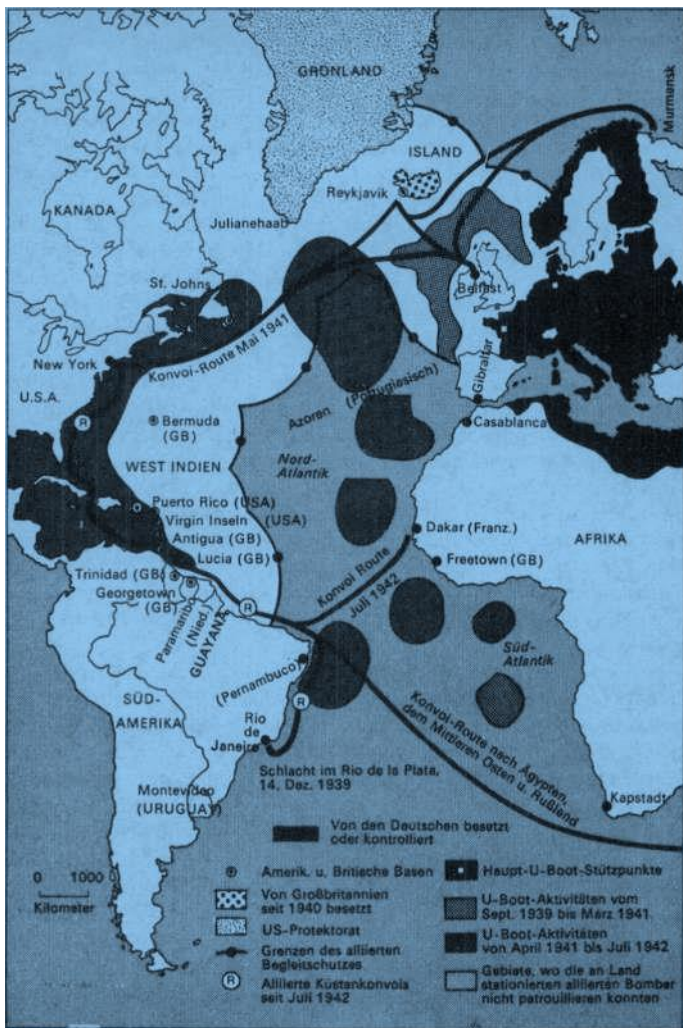 GRÖNLAND
Murmansk
ISLAND
Reykjavik
KANADA
Julianehaab
St. Johns
Belfast
New York
Konvoi-Route Mai 1941
U.S.A.
Gibraltar
Azoren (Portugiesisch)
R
Bermuda
(GB)
Casablanca
Nord-
Atlantik
WEST INDIEN
Puerto Rico (USA)
Virgin Inseln (USA)
Antigua (GB)
Lucia (GB)
Dakar (Franz.)
AFRIKA
Freetown (GB)
Trinidad (GB)
Georgetown
(GB)
Paramaribo
(Nied.)
GUAYANA
R
Konvoi Route
Juli 1942
Süd-
Atlantik
(Pernambuco)
SÜD-
AMERIKA
R
Rio
de
Janeiro
Konvoi-Route nach Ägypten,
dem Mittleren Osten u. Rußland
Schlacht im Rio de la Plata,
14. Dez. 1939
Montevideo
(URUGUAY)
Kapstadt
Von den Deutschen besetzt
oder kontrolliert
0 1000
Kilometer
Amerik. u. Britische Basen
Von Großbritannien
seit 1940 besetzt
US-Protektorat
Grenzen des alliierten
Begleitschutzes
R
Alliierte Küstenkonvois
seit Juli 1942
Haupt-U-Boot-Stützpunkte
U-Boot-Aktivitäten vom
Sept. 1939 bis März 1941
U-Boot-Aktivitäten
von April 1941 bis Juli 1942
Gebiete, wo die an Land
stationierten alliierten Bomber
nicht patrouillieren konnten